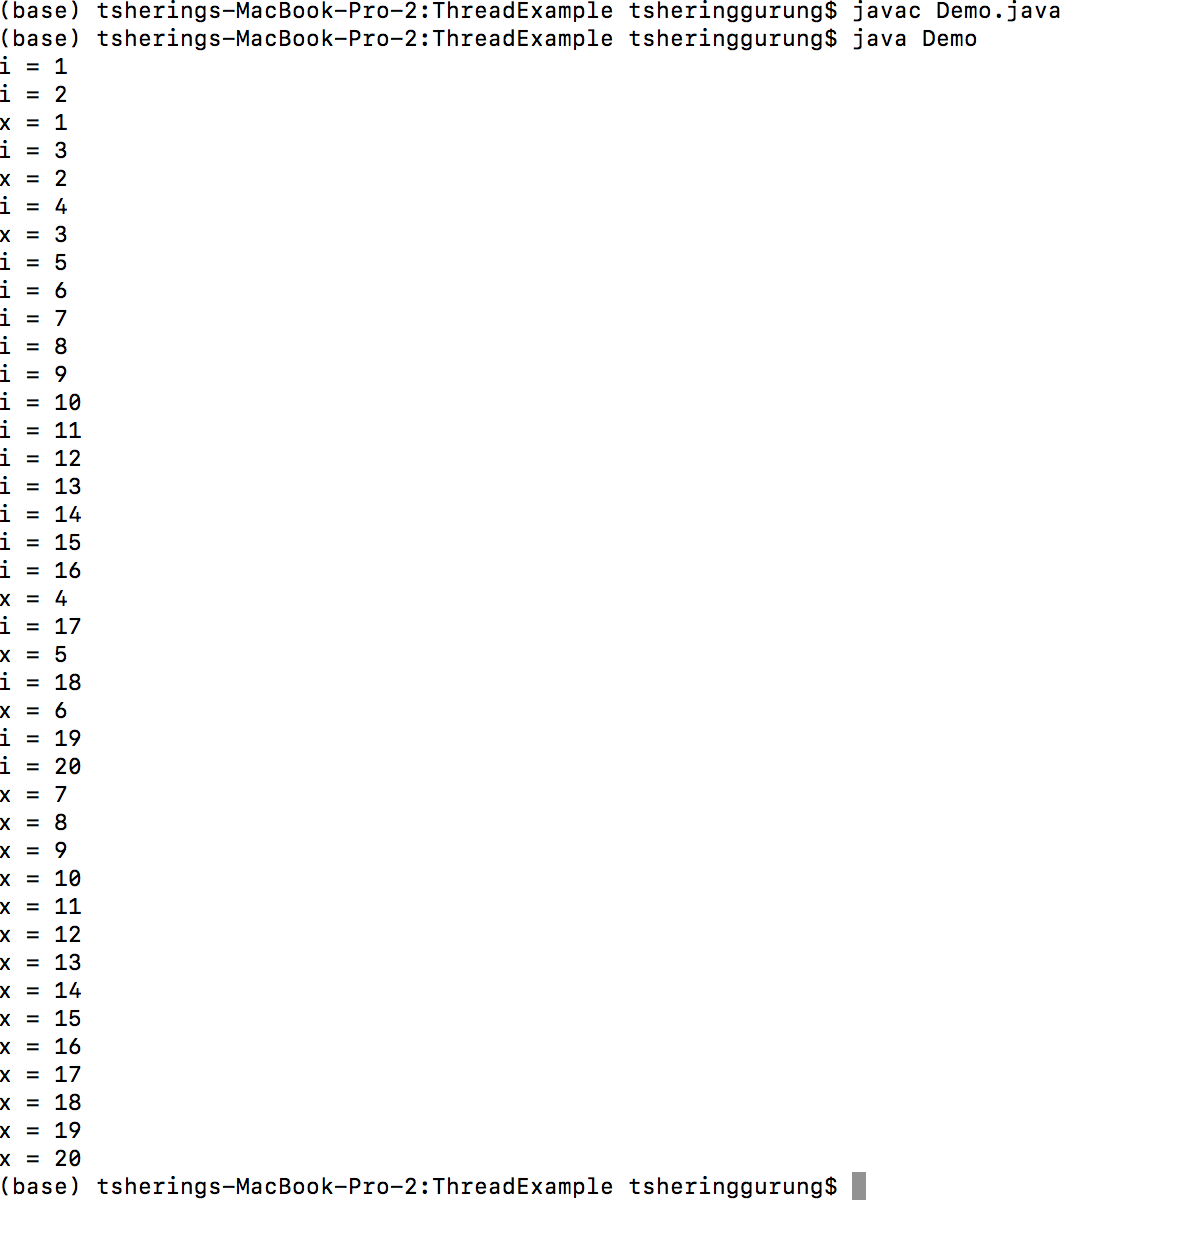 (base) tsherings-MacBook-Pro-2:ThreadExample tsheringgurung$ javac Demo.java
(base) tsherings-MacBook-Pro-2:ThreadExample tsheringgurung$ java Demo
i = 1
i = 2
x = 1
i = 3
x = 2
i = 4
x = 3
i = 5
i = 6
i = 7
i = 8
i = 9
i = 10
i = 11
i = 12
i = 13
i = 14
i = 15
i = 16
x = 4
i = 17
x = 5
i = 18
x = 6
i = 19
i = 20
x = 7
x = 8
x = 9
x = 10
x = 11
x = 12
x = 13
x = 14
x = 15
x = 16
x = 17
x = 18
x = 19
x = 20
(base) tsherings-MacBook-Pro-2:ThreadExample tsheringgurung$